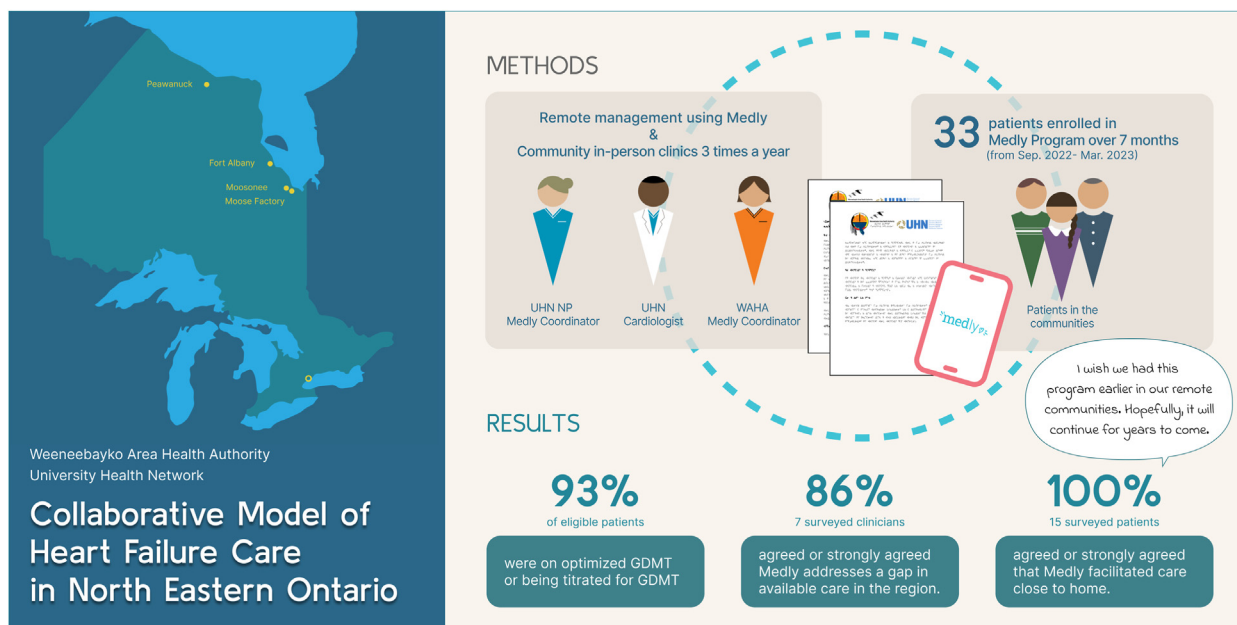 Peawanuck
Fort Albany
Moosonee
Moose Factory
Weeneebayko Area Health Authority
University Health Network
Collaborative Model of
Heart Failure Care
in North Eastern Ontario
METHODS
Remote management using Medly
&
Community in-person clinics 3 times a year
UHN NP
Medly Coordinator
UHN
Cardiologist
WAHA
Medly Coordinator
UHN
UHN
medly
33 patients enrolled in
Medly Program over 7 months
(from Sep. 2022- Mar. 2023)
Patients in the
communities
I wish we had this
program earlier in our remote
communities. Hopefully, it will
continue for years to come.
RESULTS
93%
of eligible patients
were on optimized GDMT
or being titrated for GDMT
86%
7 surveyed clinicians
agreed or strongly agreed
Medly addresses a gap in
available care in the region.
100%
15 surveyed patients
agreed or strongly agreed
that Medly facilitated care
close to home.